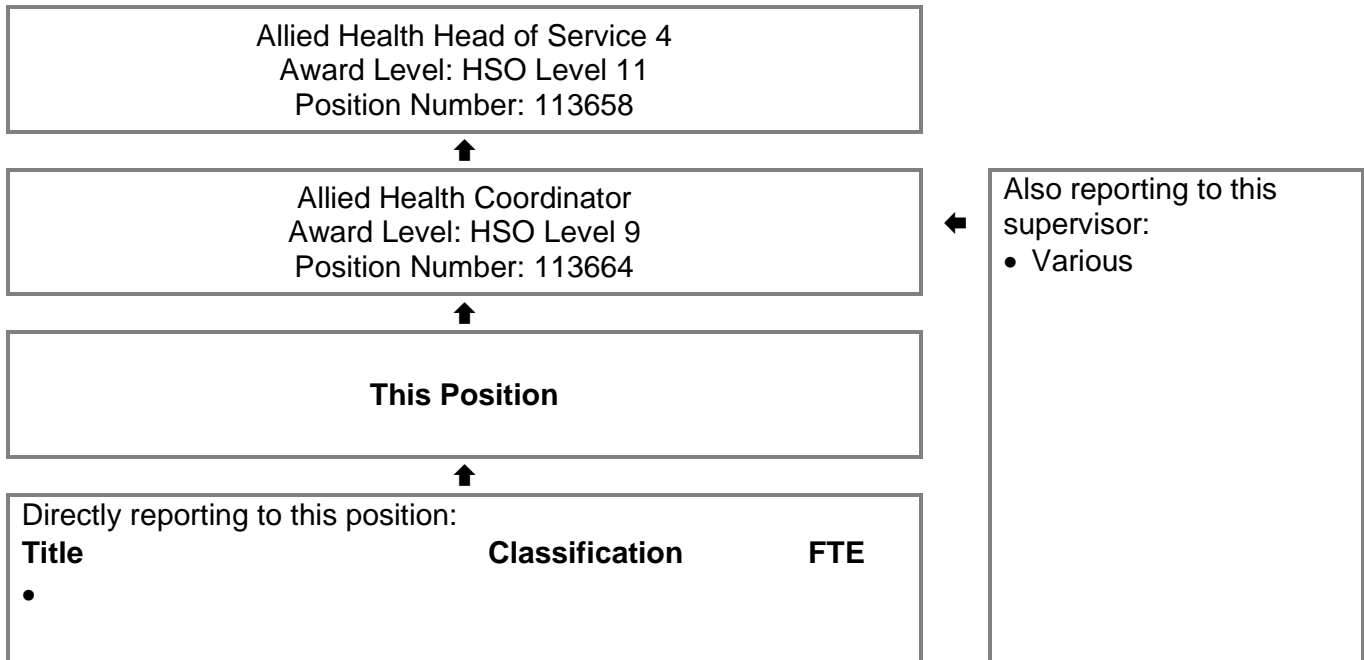 Allied Health Head of Service 4
Award Level: HSO Level 11
Position Number: 113658
Allied Health Coordinator
Award Level: HSO Level 9
Position Number: 113664
Also reporting to this
supervisor:
• Various
This Position
Directly reporting to this position:
Title Classification FTE
•